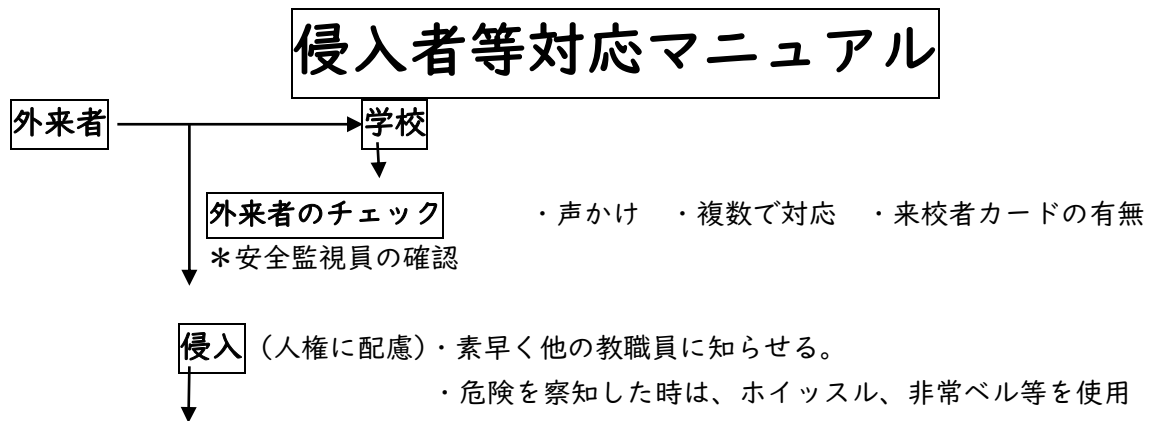 侵入者等対応マニュアル
外来者 学校
外来者のチェック ・声かけ ・複数で対応 ・来校者カードの有無
＊安全監視員の確認
侵入 (人権に配慮)・素早く他の教職員に知らせる。
・危険を察知した時は、ホイッスル、非常ベル等を使用